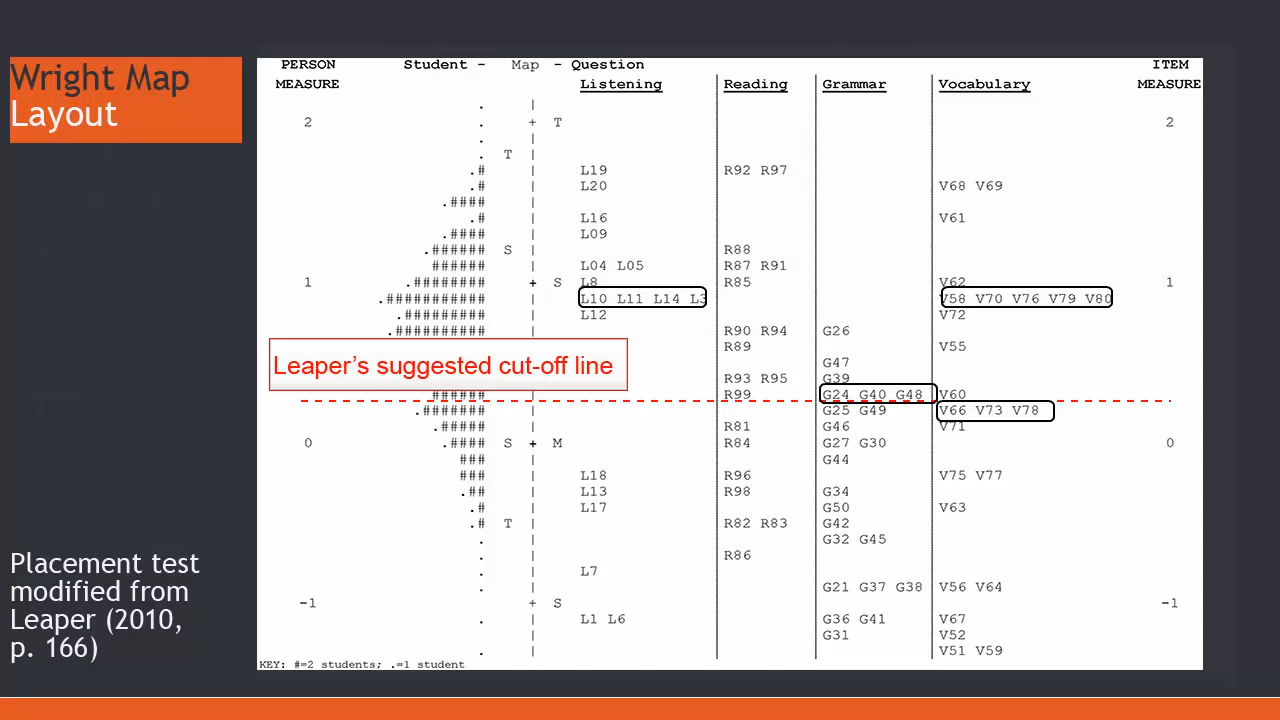 Wright Map
Layout
PERSON Student - Map - Question ITEM
MEASURE Listening Reading Grammar Vocabulary MEASURE
. |
2 . + T 2
. |
. T |
.# | L19 R92 R97
.# | L20 V68 V69
.#### |
.# | L16 V61
.#### | L09
.###### S | R88
###### | L04 L05 R87 R91
1 .######## + S L8 R85 V62 1
.########### | L10 L11 L14 L3 V58 V70 V76 V79 V80
.######## | L12 V72
.########## | R90 R94 G26
R89 V55
Leaper's suggested cut-off line
G47
R93 R95 G39
###### | R99 G24 G40 G48 V60
.####### | G25 G49 V66 V73 V78
.##### | R81 G46 V71
0 .#### S + M R84 G27 G30 0
### | G44
### | L18 R96 V75 V77
.## | L13 R98 G34
.# | L17 G50 V63
.# T | R82 R83 G42
. | G32 G45
. | R86
. | L7
. | G21 G37 G38 V56 V64
-1 + S -1
. | L1 L6 G36 G41 V67
| G31 V52
. | V51 V59
KEY: #=2 students; .=1 student
Placement test
modified from
Leaper (2010,
p. 166)